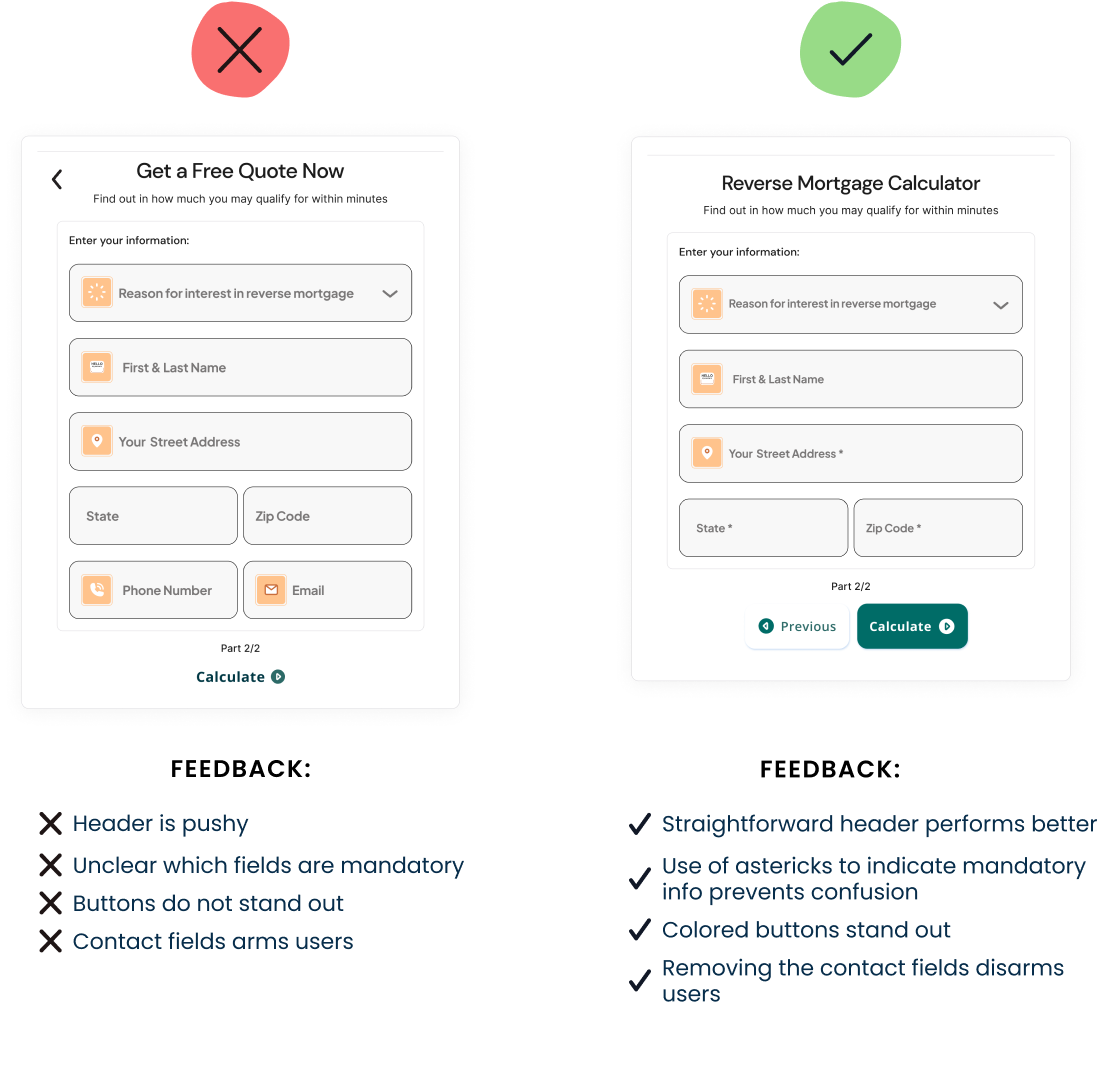 Get a Free Quote Now
Find out in how much you may qualify for within minutes
Enter your information:
Reason for interest in reverse mortgage
HELLO
First & Last Name
Your Street Address
State
Zip Code
Phone Number
Email
Part 2/2
Calculate
FEEDBACK:
Header is pushy
Unclear which fields are mandatory
Buttons do not stand out
Contact fields arms users
Reverse Mortgage Calculator
Find out in how much you may qualify for within minutes
Enter your information:
Reason for interest in reverse mortgage
HELLO
First & Last Name
Your Street Address *
State *
Zip Code *
Part 2/2
Previous
Calculate
FEEDBACK:
Straightforward header performs better
Use of astericks to indicate mandatory
info prevents confusion
Colored buttons stand out
Removing the contact fields disarms
users